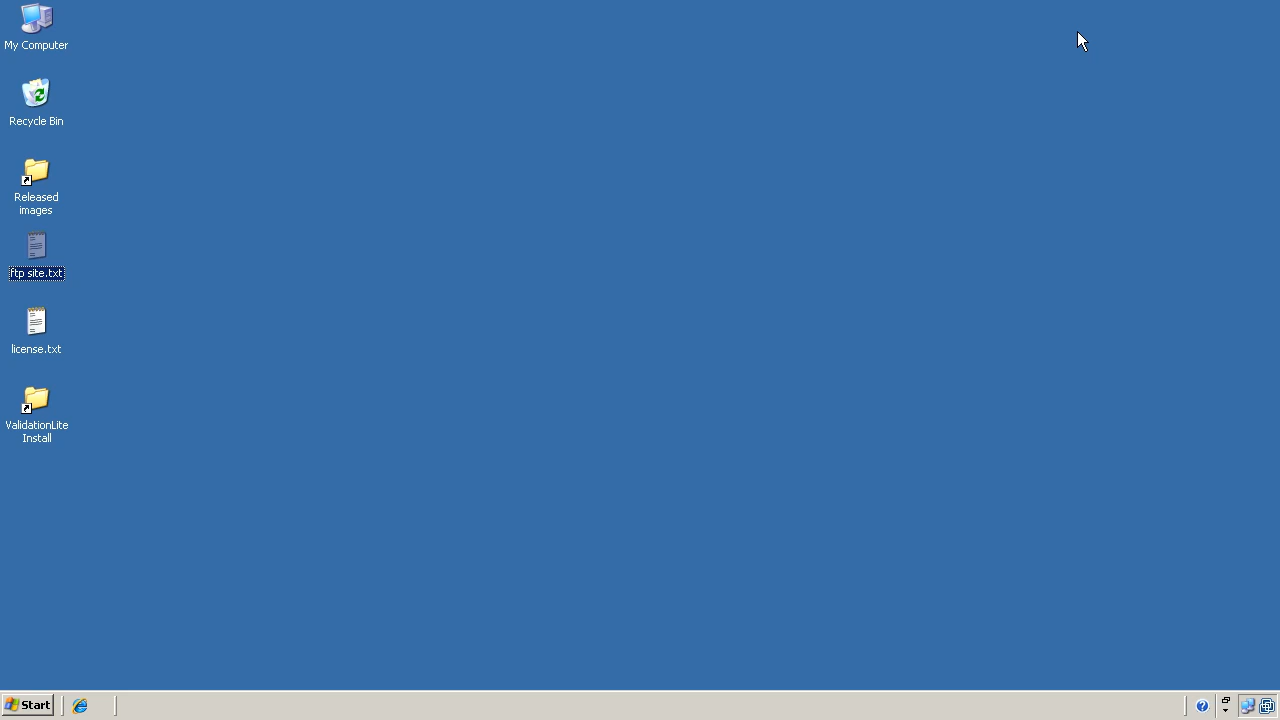 My Computer
Recycle Bin
Released
images
ftp site.txt
license.txt
ValidationLite
Install
Start